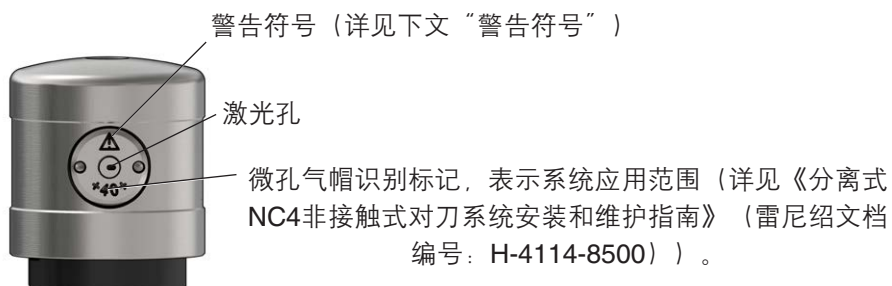 警告符号（详见下文“警告符号”）
激光孔
微孔气帽识别标记，表示系统应用范围（详见《分离式
NC4非接触式对刀系统安装和维护指南》（雷尼绍文档
编号：H-4114-8500））。
"40"